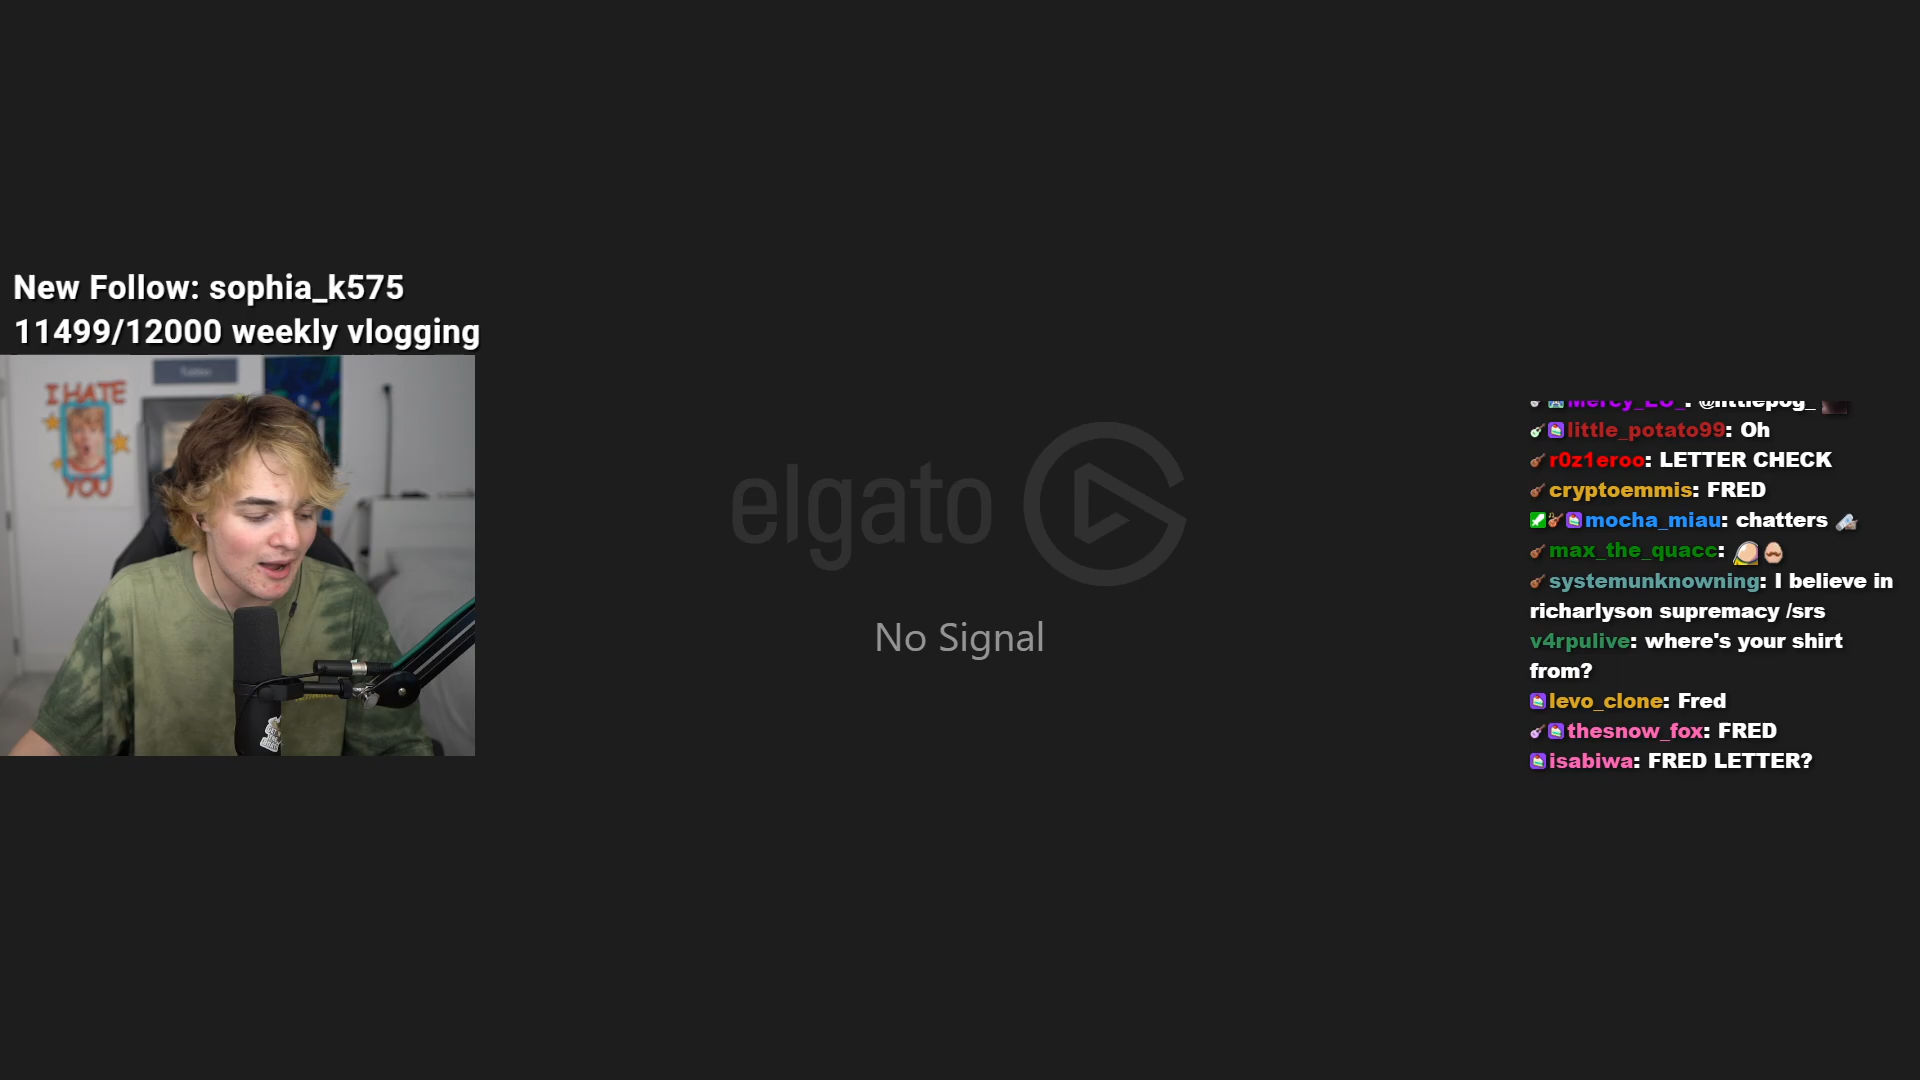 New Follow: sophia_k575
11499/12000 weekly vlogging
I HATE
YOU
elgato
No Signal
little_potato99: Oh
r0z1eroo: LETTER CHECK
cryptoemmis: FRED
mocha_miau: chatters
max_the_quacc:
systemunknowning: I believe in
richarlyson supremacy /srs
v4rpulive: where's your shirt
from?
levo_clone: Fred
thesnow_fox: FRED
isabiwa: FRED LETTER?